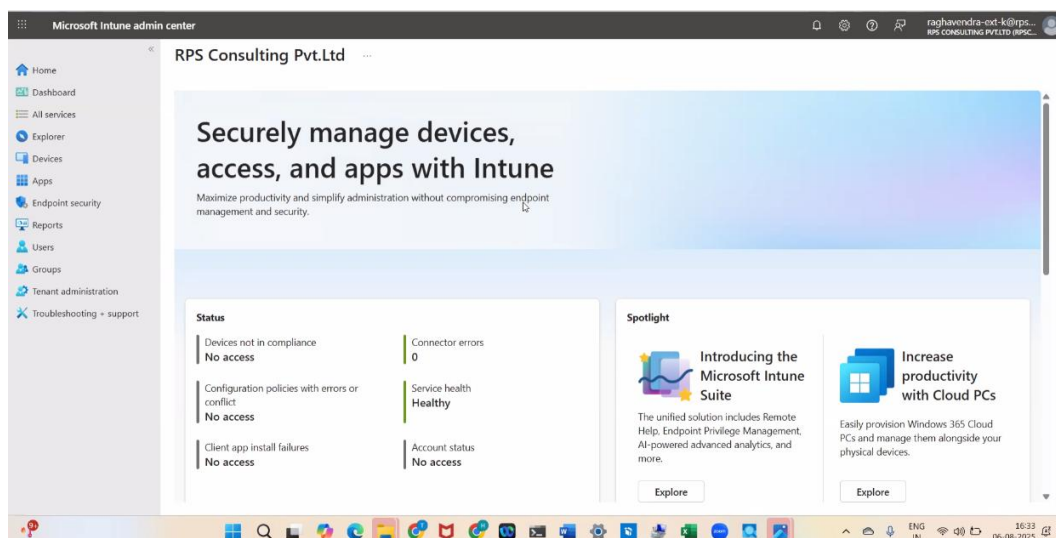 Microsoft Intune admin center
raghavendra-ext-k@rps...
RPS CONSULTING PVT.LTD (RPSC...
«
Home
Dashboard
All services
Explorer
Devices
Apps
Endpoint security
Reports
Users
Groups
Tenant administration
Troubleshooting + support
RPS Consulting Pvt.Ltd ...
Securely manage devices,
access, and apps with Intune
Maximize productivity and simplify administration without compromising endpoint
management and security.
Status
Devices not in compliance
No access
Connector errors
0
Configuration policies with errors or
conflict
No access
Service health
Healthy
Client app install failures
No access
Account status
No access
Spotlight
Introducing the
Microsoft Intune
Suite
The unified solution includes Remote
Help, Endpoint Privilege Management,
AI-powered advanced analytics, and
more.
Explore
Increase
productivity
with Cloud PCs
Easily provision Windows 365 Cloud
PCs and manage them alongside your
physical devices.
Explore
9+
ENG
IN
16:33
06-08-2025